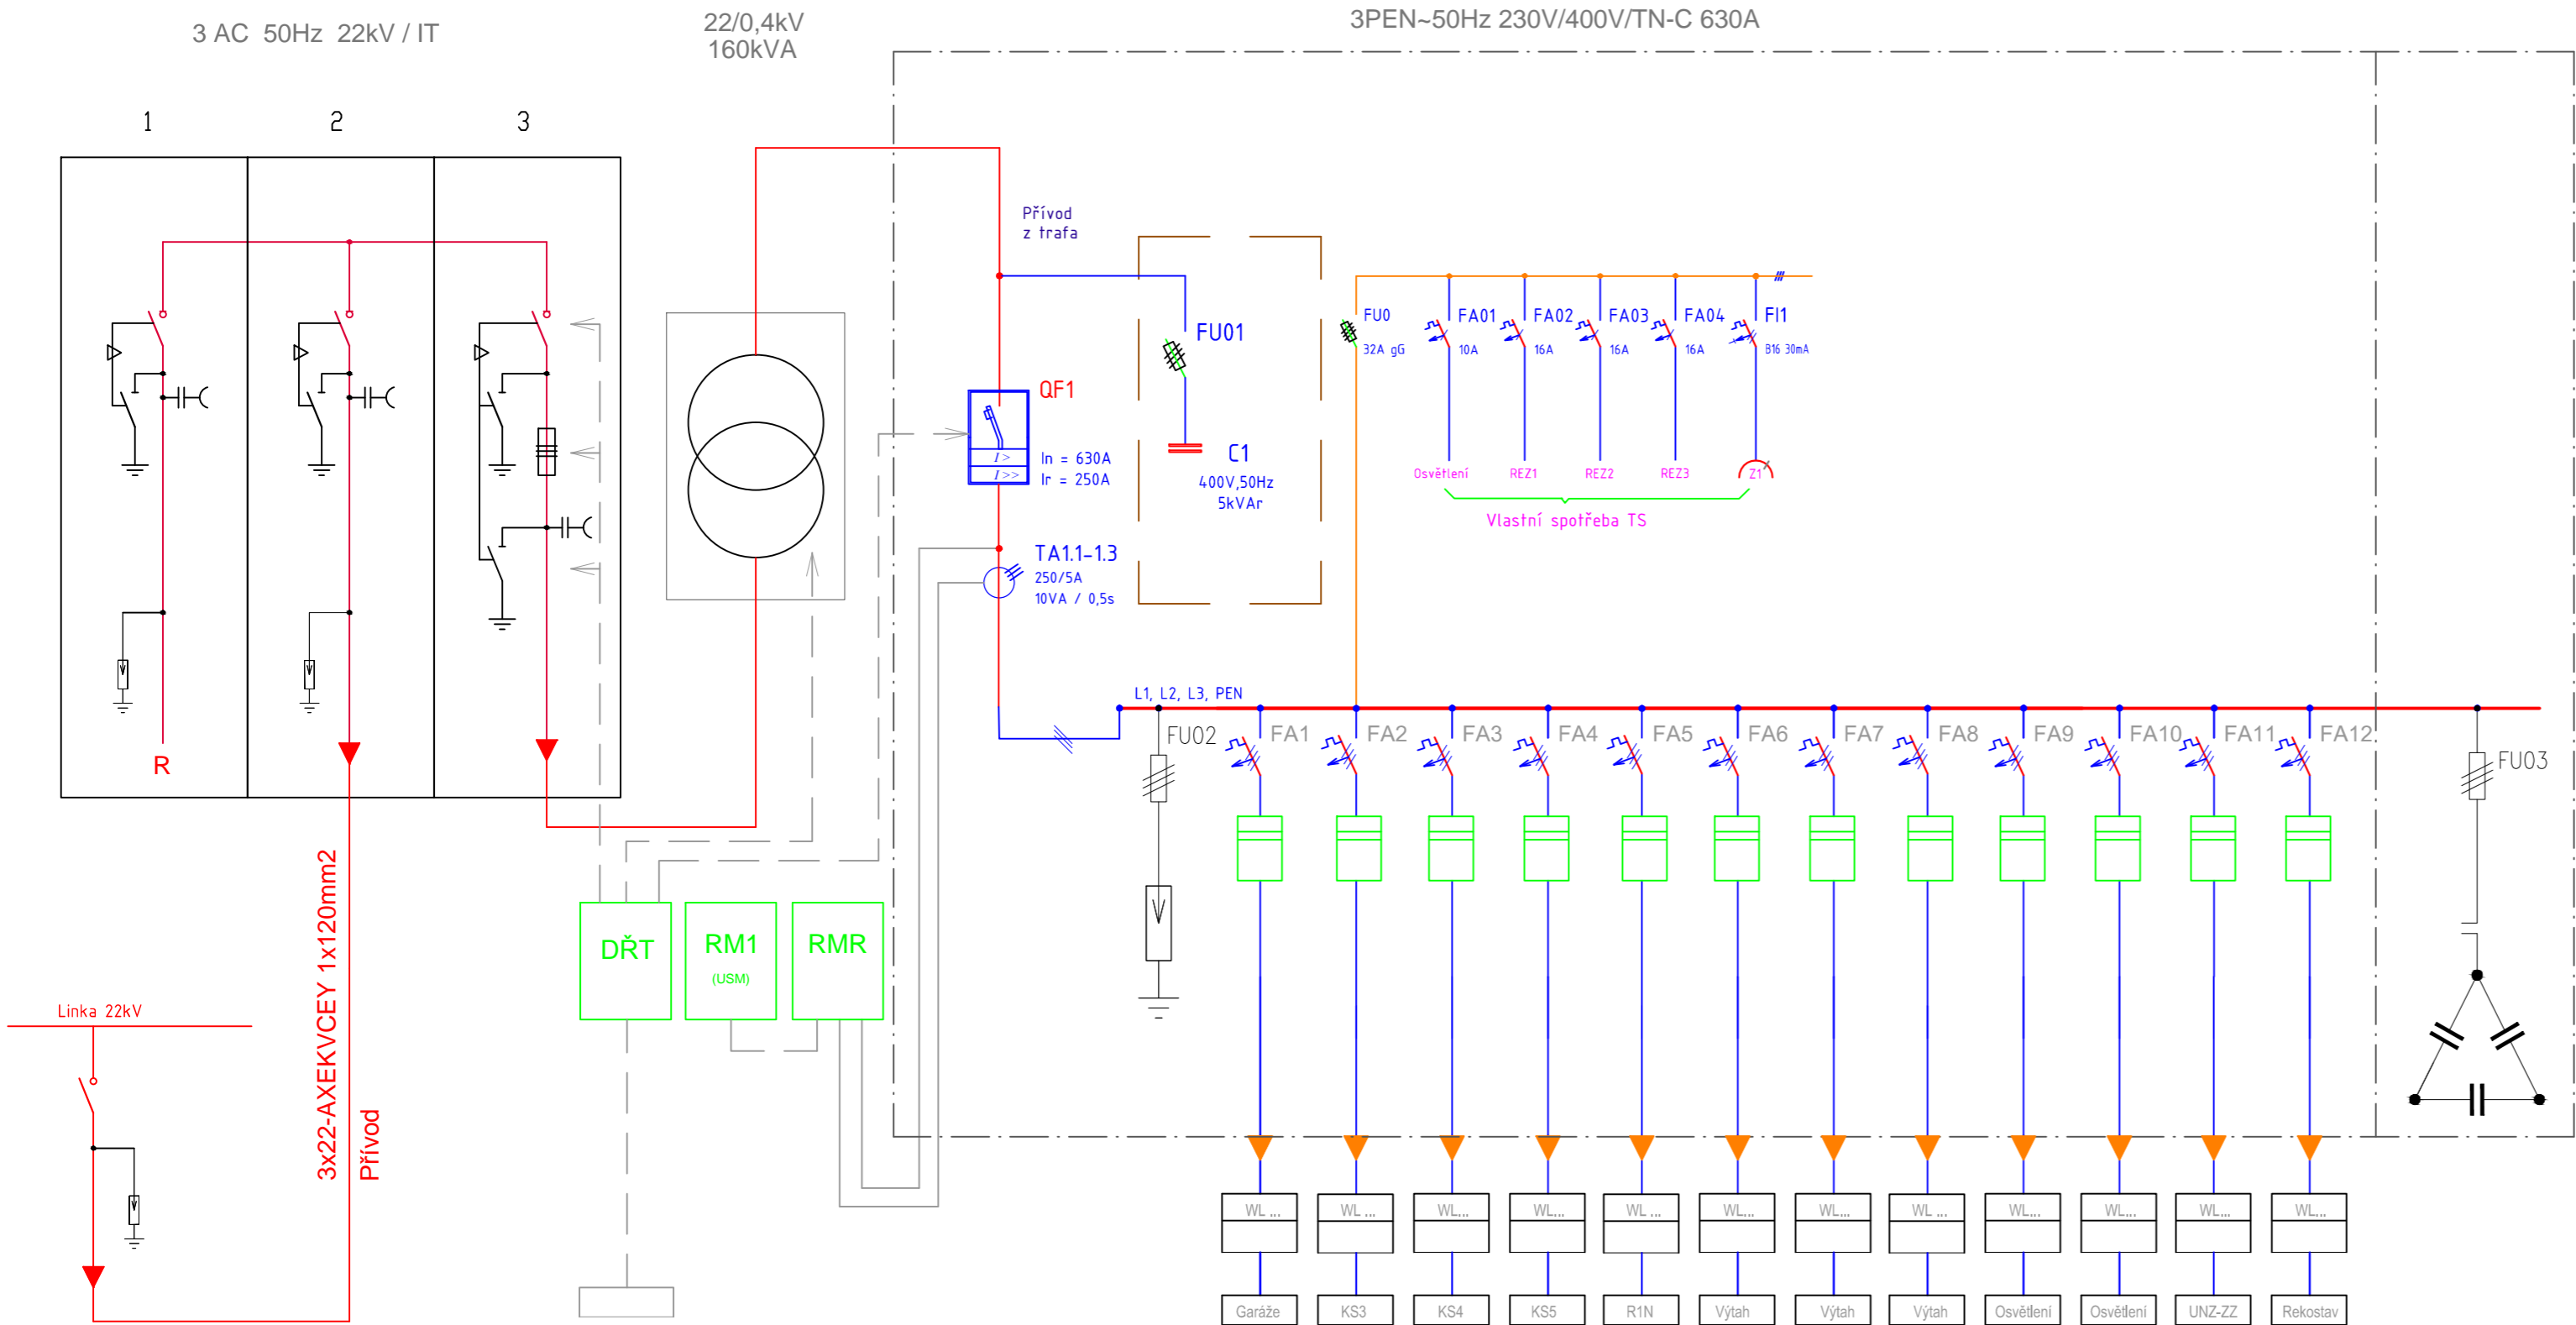 3 AC 50Hz 22kV / IT
22/0,4kV
160kVA
3PEN~50Hz 230V/400V/TN-C 630A
1
2
3
Přívod
z trafa
QF1
I >
I >>
In = 630A
Ir = 250A
TA1.1-1.3
250/5A
10VA / 0,5s
FU01
C1
400V,50Hz
5kVAr
FU0
32A gG
FA01
10A
FA02
16A
FA03
16A
FA04
16A
FI1
B16 30mA
Osvětlení
REZ1
REZ2
REZ3
Z1
Vlastní spotřeba TS
L1, L2, L3, PEN
FU02
FA1
FA2
FA3
FA4
FA5
FA6
FA7
FA8
FA9
FA10
FA11
FA12
FU03
R
3x22-AXEKVCEY 1x120mm2
Přívod
Linka 22kV
DŘT
RM1
(USM)
RMR
WL ...
WL ...
WL...
WL...
WL ...
WL...
WL...
WL ...
WL...
WL...
WL...
WL...
Garáže
KS3
KS4
KS5
R1N
Výtah
Výtah
Výtah
Osvětlení
Osvětlení
UNZ-ZZ
Rekostav